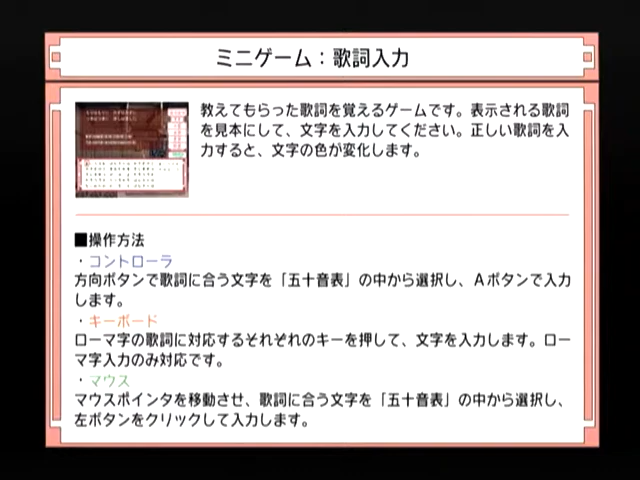 ミニゲーム：歌詞入力
教えてもらった歌詞を覚えるゲームです。表示される歌詞
を見本にして、文字を入力してください。正しい歌詞を入
力すると、文字の色が変化します。
■操作方法
・コントローラ
方向ボタンで歌詞に合う文字を「五十音表」の中から選択し、Aボタンで入力
します。
・キーボード
ローマ字の歌詞に対応するそれぞれのキーを押して、文字を入力します。ロー
マ字入力のみ対応です。
・マウス
マウスポインタを移動させ、歌詞に合う文字を「五十音表」の中から選択し、
左ボタンをクリックして入力します。